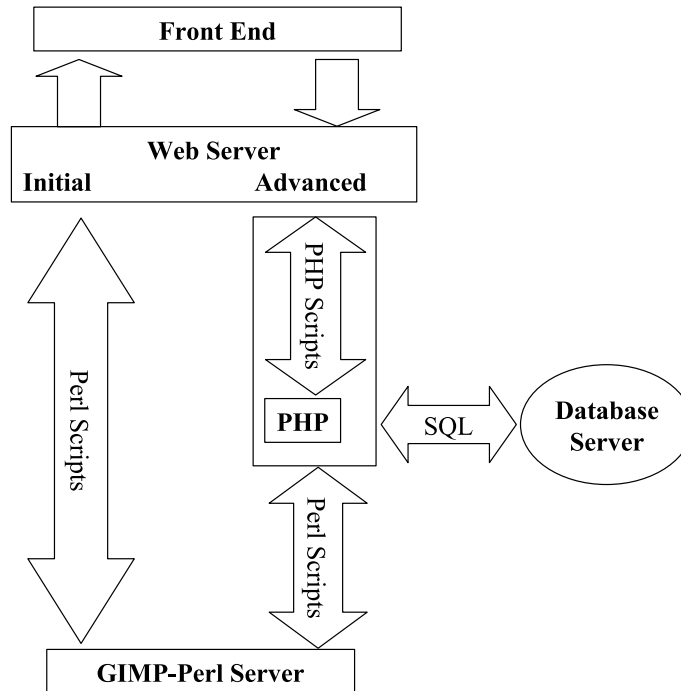 Front End
Web Server
Initial
Advanced
PHP Scripts
Perl Scripts
PHP
SQL
Database
Server
Perl Scripts
GIMP-Perl Server